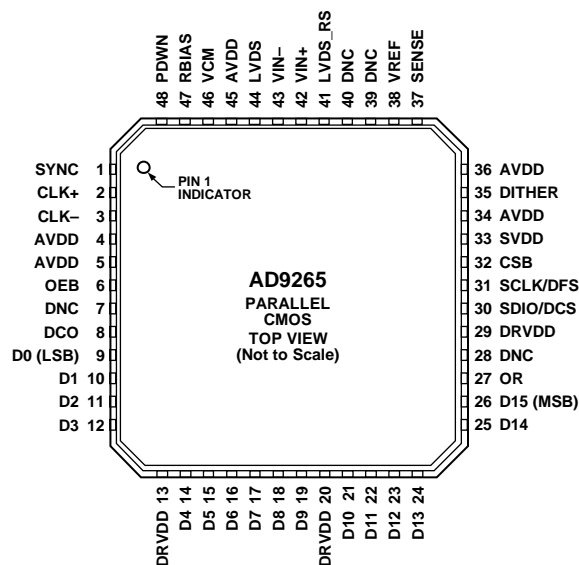 48 PDWN
47 RBIAS
46 VCM
45 AVDD
44 LVDS
43 VIN–
42 VIN+
41 LVDS_RS
40 DNC
39 DNC
38 VREF
37 SENSE
SYNC 1
CLK+ 2
CLK– 3
AVDD 4
AVDD 5
OEB 6
DNC 7
DCO 8
D0 (LSB) 9
D1 10
D2 11
D3 12
PIN 1
INDICATOR
AD9265
PARALLEL
CMOS
TOP VIEW
(Not to Scale)
36 AVDD
35 DITHER
34 AVDD
33 SVDD
32 CSB
31 SCLK/DFS
30 SDIO/DCS
29 DRVDD
28 DNC
27 OR
26 D15 (MSB)
25 D14
DRVDD 13
D4 14
D5 15
D6 16
D7 17
D8 18
D9 19
DRVDD 20
D10 21
D11 22
D12 23
D13 24